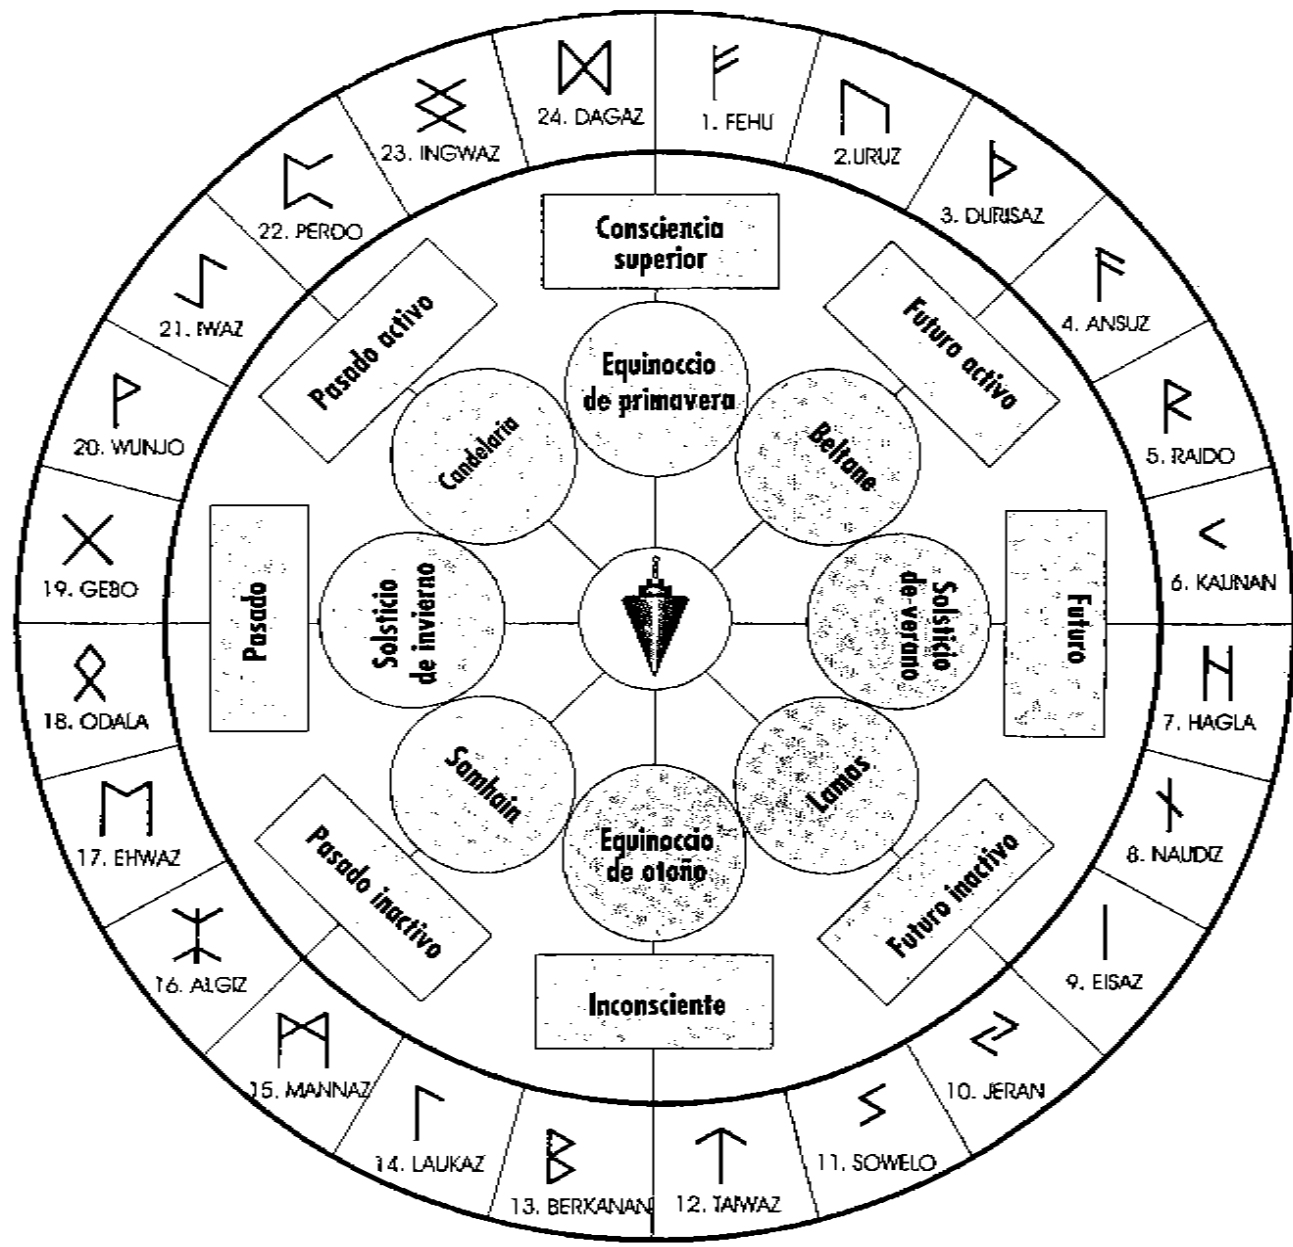 1. FEHU
2.URUZ
3. DURISAZ
4. ANSUZ
5. RAIDO
6. KAUNAN
7. HAGLA
8. NAUDIZ
9. EISAZ
10. JERAN
11. SOWELO
12. TAIWAZ
13. BERKANAN
14. LAUKAZ
15. MANNAZ
16. ALGIZ
17. EHWAZ
18. ODALA
19. GEBO
20. WUNJO
21. IWAZ
22. PERDO
23. INGWAZ
24. DAGAZ
Consciencia
superior
Futuro activo
Futuro
Futuro inactivo
Inconsciente
Pasado inactivo
Pasado
Pasado activo
Equinoccio
de primavera
Beltane
Solsticio
de verano
Lamas
Equinoccio
de otoño
Samhain
Solsticio
de invierno
Candelaria